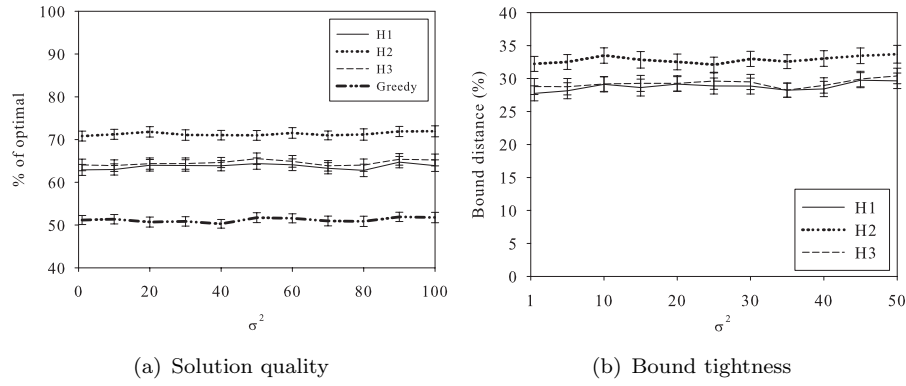 100
90
80
70
60
50
40
% of optimal
0 20 40 60 80 100
σ²
H1
H2
H3
Greedy
(a) Solution quality
40
35
30
25
20
15
10
5
0
Bound distance (%)
1 10 20 30 40 50
σ²
H1
H2
H3
(b) Bound tightness